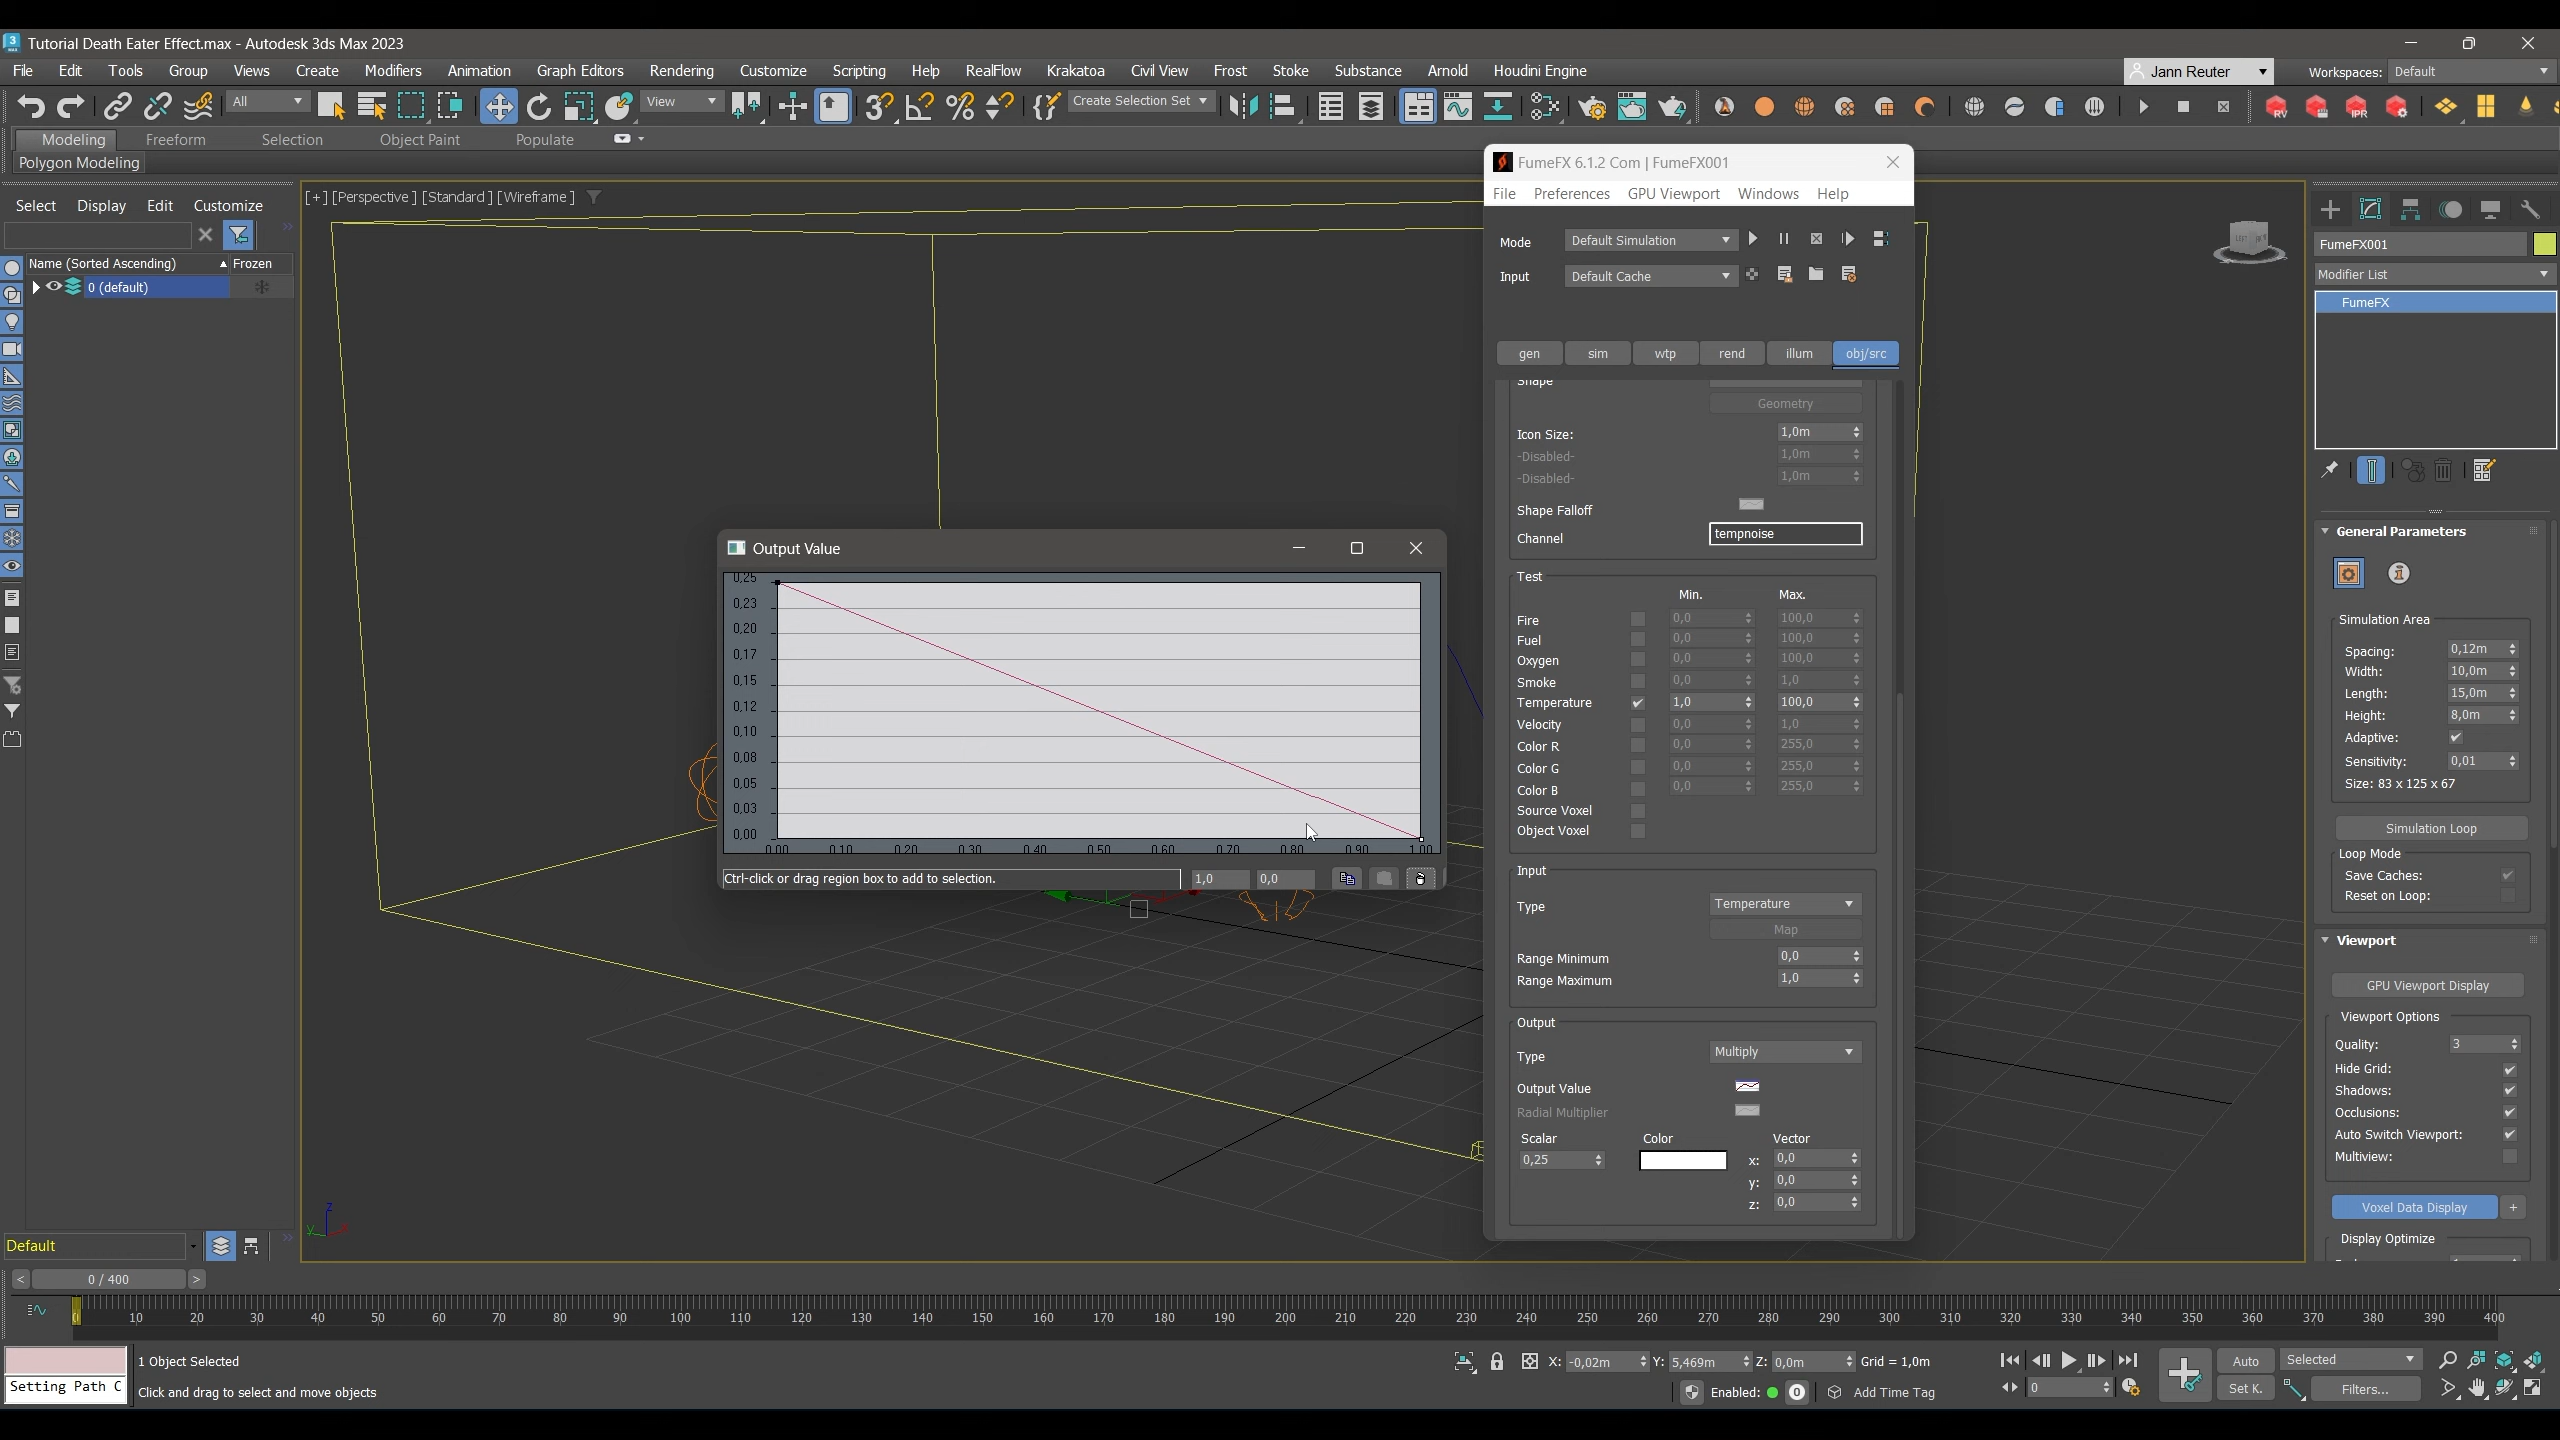 Tutorial Death Eater Effect.max - Autodesk 3ds Max 2023
File Edit Tools Group Views Create Modifiers Animation Graph Editors Rendering Customize Scripting Help RealFlow Krakatoa Civil View Frost Stoke Substance Arnold Houdini Engine
Jann Reuter Workspaces: Default
All View Create Selection Set
Modeling Freeform Selection Object Paint Populate
Polygon Modeling
Select Display Edit Customize
Name (Sorted Ascending) Frozen
0 (default)
[+] [Perspective ] [Standard ] [Wireframe ]
FumeFX 6.1.2 Com | FumeFX001
File Preferences GPU Viewport Windows Help
Mode Default Simulation
Input Default Cache
gen sim wtp rend illum obj/src
Shape
Geometry
Icon Size: 1,0m
-Disabled- 1,0m
-Disabled- 1,0m
Shape Falloff
Channel tempnoise
Test
Min. Max.
Fire 0,0 100,0
Fuel 0,0 100,0
Oxygen 0,0 100,0
Smoke 0,0 1,0
Temperature 1,0 100,0
Velocity 0,0 1,0
Color R 0,0 255,0
Color G 0,0 255,0
Color B 0,0 255,0
Source Voxel
Object Voxel
Input
Type Temperature
Map
Range Minimum 0,0
Range Maximum 1,0
Output
Type Multiply
Output Value
Radial Multiplier
Scalar Color Vector
0,25 x: 0,0
y: 0,0
z: 0,0
Output Value
0,25
0,23
0,20
0,17
0,15
0,12
0,10
0,08
0,05
0,03
0,00
0.00 0.10 0.20 0.30 0.40 0.50 0.60 0.70 0.80 0.90 1.00
Ctrl-click or drag region box to add to selection. 1,0 0,0
FumeFX001
Modifier List
FumeFX
General Parameters
Simulation Area
Spacing: 0,12m
Width: 10,0m
Length: 15,0m
Height: 8,0m
Adaptive:
Sensitivity: 0,01
Size: 83 x 125 x 67
Simulation Loop
Loop Mode
Save Caches:
Reset on Loop:
Viewport
GPU Viewport Display
Viewport Options
Quality: 3
Hide Grid:
Shadows:
Occlusions:
Auto Switch Viewport:
Multiview:
Voxel Data Display +
Display Optimize
z
y
Default
< 0 / 400 >
10 20 30 40 50 60 70 80 90 100 110 120 130 140 150 160 170 180 190 200 210 220 230 240 250 260 270 280 290 300 310 320 330 340 350 360 370 380 390 400
1 Object Selected
Setting Path C
Click and drag to select and move objects
X: -0,02m Y: 5,469m Z: 0,0m Grid = 1,0m
Enabled: 0 Add Time Tag
0
Auto Selected
Set K. Filters...